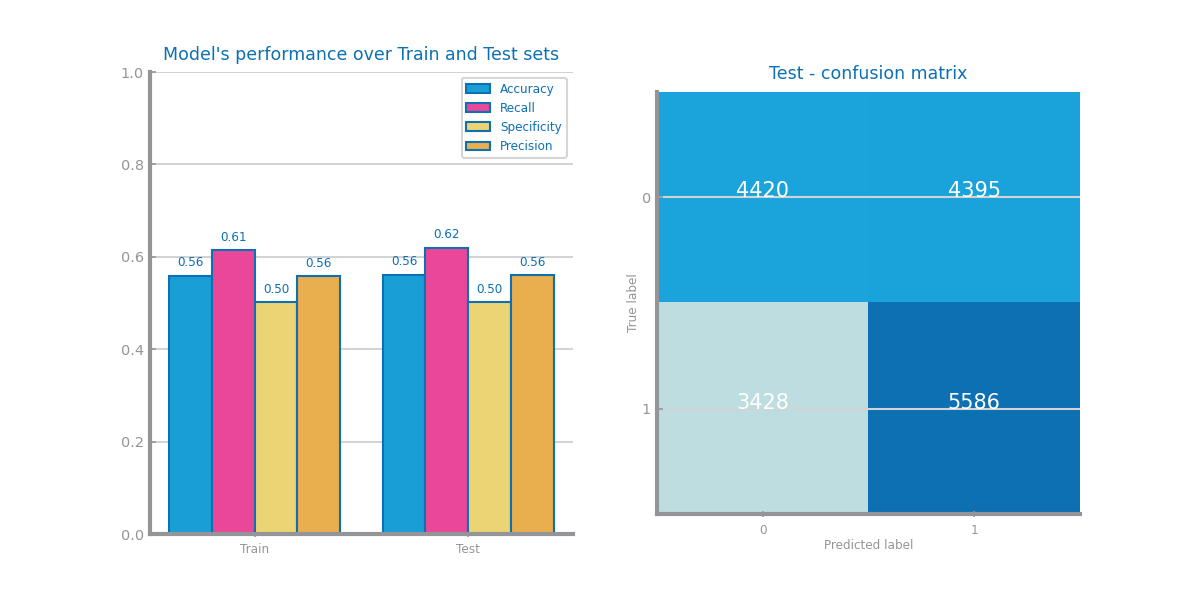 Model's performance over Train and Test sets
1.0
0.8
0.6
0.4
0.2
0.0
Accuracy
Recall
Specificity
Precision
0.56
0.61
0.50
0.56
0.56
0.62
0.50
0.56
Train
Test
Test - confusion matrix
True label
0
1
4420
4395
3428
5586
0
1
Predicted label